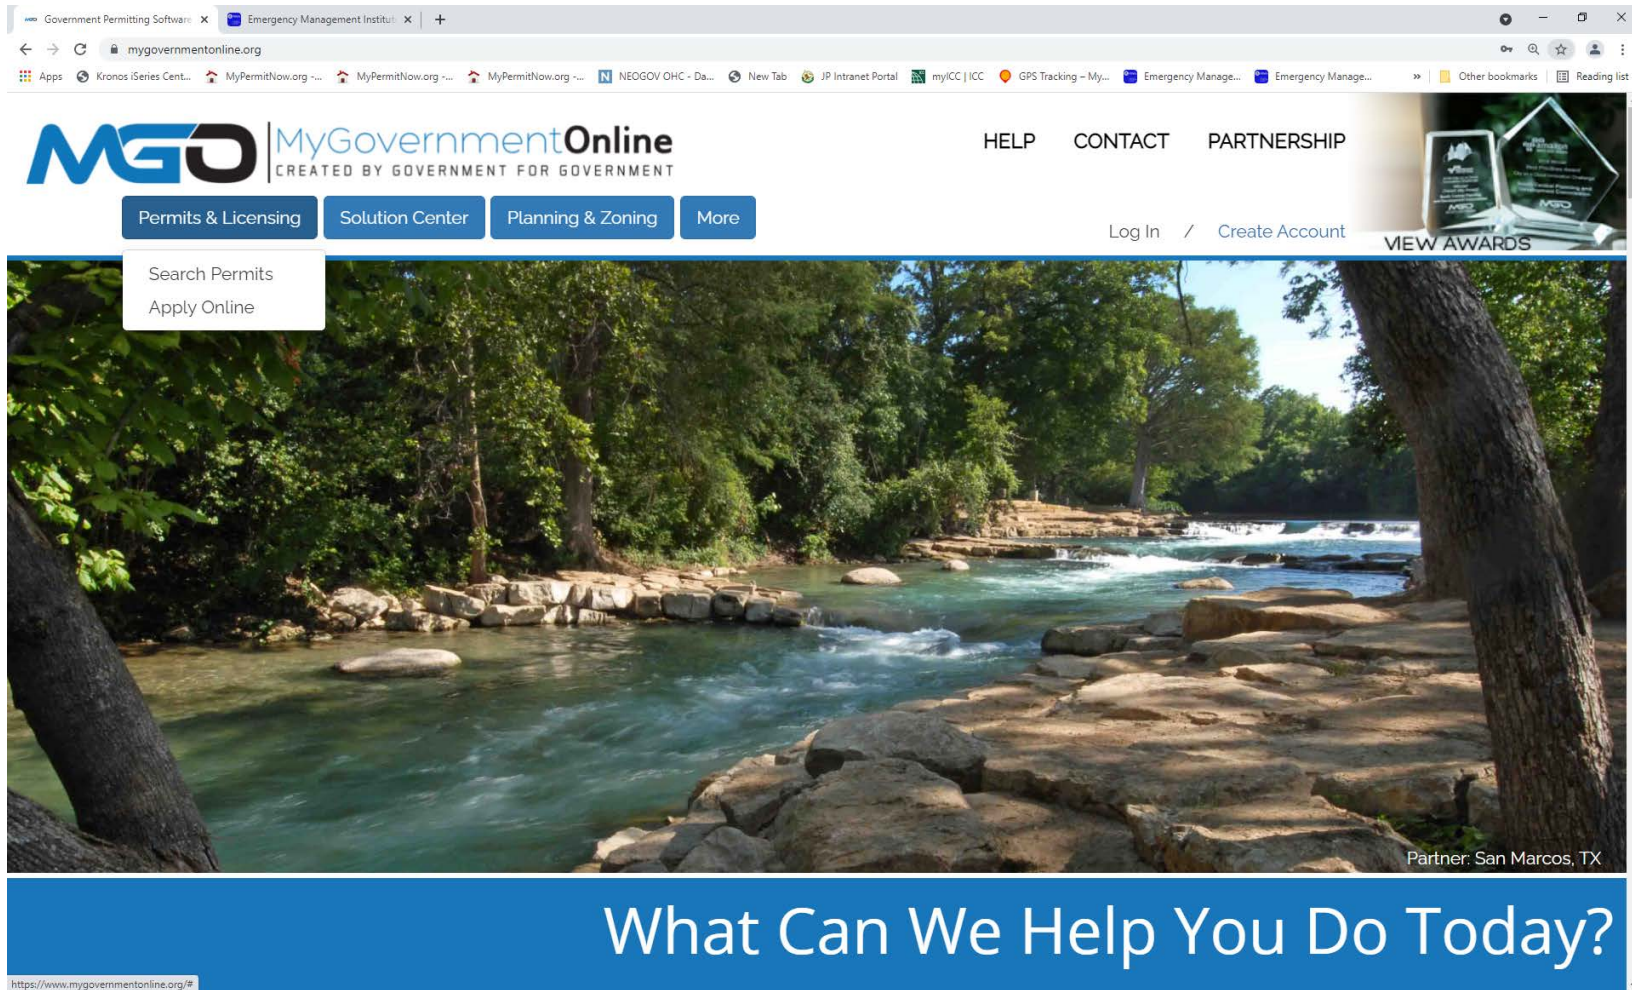 Government Permitting Software
Emergency Management Institut
mygovernmentonline.org
Apps
Kronos iSeries Cent...
MyPermitNow.org -...
MyPermitNow.org -...
MyPermitNow.org -...
NEOGOV OHC - Da...
New Tab
JP Intranet Portal
myICC | ICC
GPS Tracking – My...
Emergency Manage...
Emergency Manage...
»
Other bookmarks
Reading list
MGO
MyGovernmentOnline
CREATED BY GOVERNMENT FOR GOVERNMENT
HELP
CONTACT
PARTNERSHIP
Permits & Licensing
Solution Center
Planning & Zoning
More
Log In / Create Account
VIEW AWARDS
Search Permits
Apply Online
Partner: San Marcos, TX
What Can We Help You Do Today?
https://www.mygovernmentonline.org/#